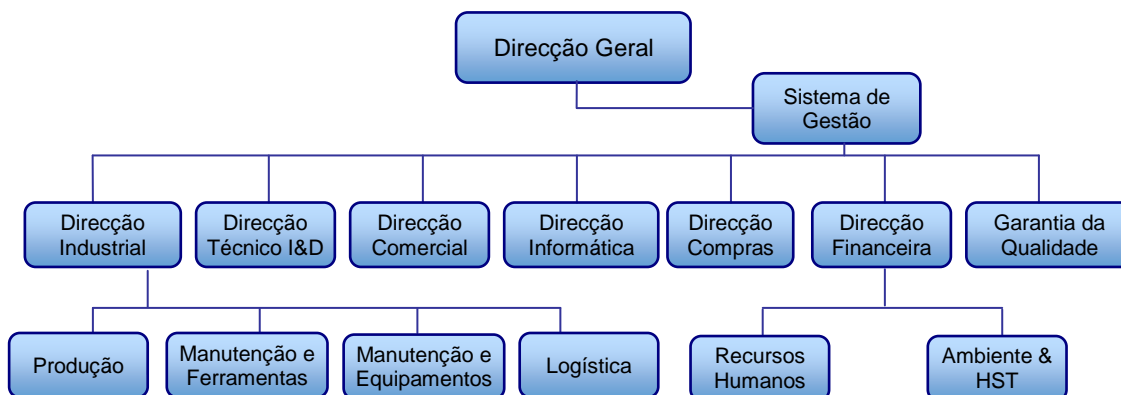 Direcção Geral
Sistema de
Gestão
Direcção
Industrial
Direcção
Técnico I&D
Direcção
Comercial
Direcção
Informática
Direcção
Compras
Direcção
Financeira
Garantia da
Qualidade
Produção
Manutenção e
Ferramentas
Manutenção e
Equipamentos
Logística
Recursos
Humanos
Ambiente &
HST